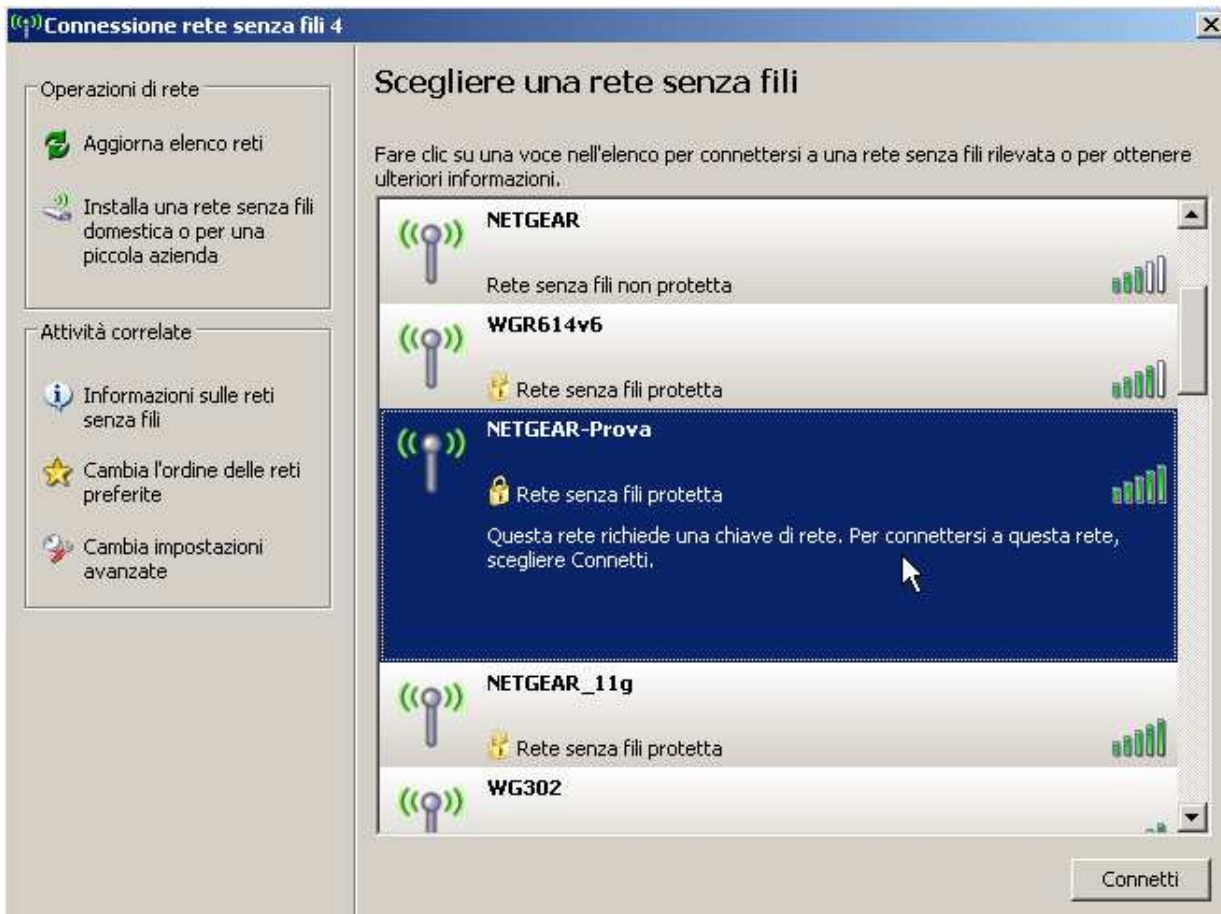 Connessione rete senza fili 4
Operazioni di rete
Aggiorna elenco reti
Installa una rete senza fili
domestica o per una
piccola azienda
Attività correlate
Informazioni sulle reti
senza fili
Cambia l'ordine delle reti
preferite
Cambia impostazioni
avanzate
Scegliere una rete senza fili
Fare clic su una voce nell'elenco per connettersi a una rete senza fili rilevata o per ottenere
ulteriori informazioni.
NETGEAR
Rete senza fili non protetta
WGR614v6
Rete senza fili protetta
NETGEAR-Prova
Rete senza fili protetta
Questa rete richiede una chiave di rete. Per connettersi a questa rete,
scegliere Connetti.
NETGEAR_11g
Rete senza fili protetta
WG302
Connetti